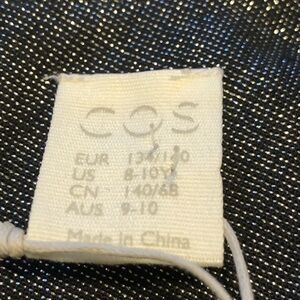 COS
EUR 134/140
US 8-10Y
CN 140/68
AUS 9-10
Made in China